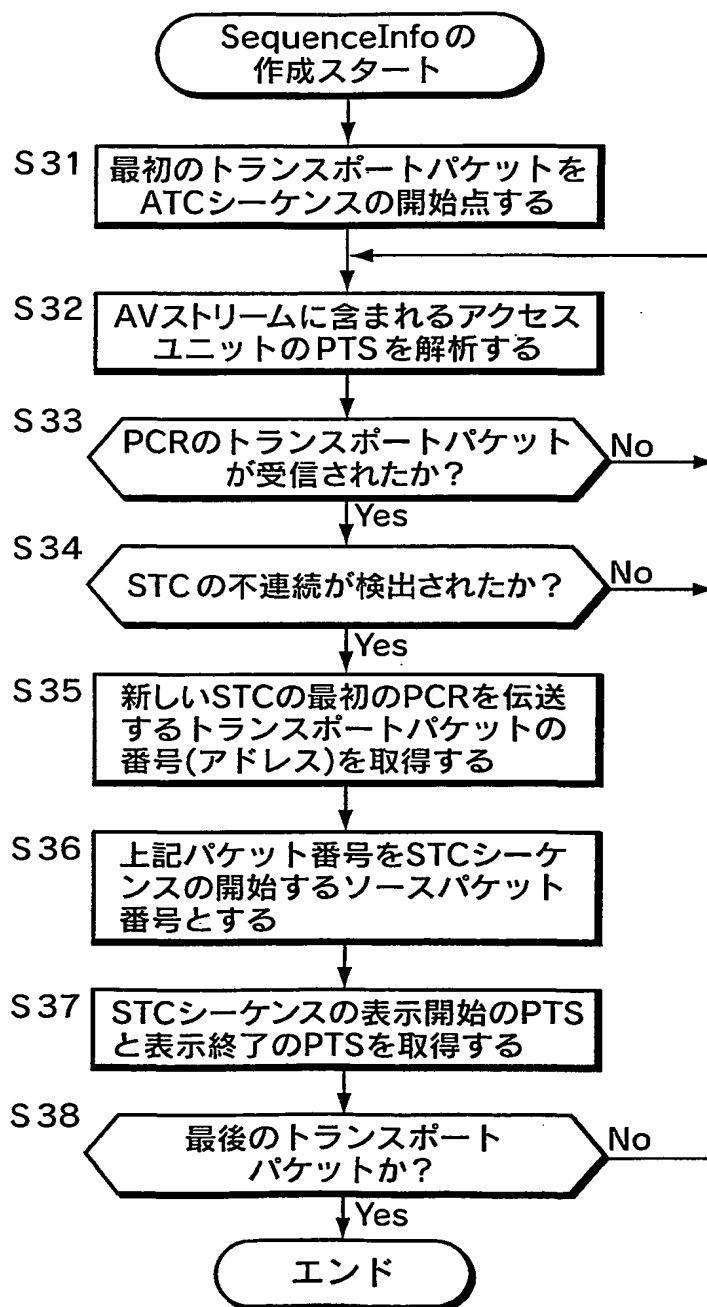 SequenceInfoの
作成スタート
S31
最初のトランスポートパケットを
ATCシーケンスの開始点する
S32
AVストリームに含まれるアクセス
ユニットのPTSを解析する
S33
PCRのトランスポートパケット
が受信されたか?
No
Yes
S34
STCの不連続が検出されたか?
No
Yes
S35
新しいSTCの最初のPCRを伝送
するトランスポートパケットの
番号(アドレス)を取得する
S36
上記パケット番号をSTCシーケ
ンスの開始するソースパケット
番号とする
S37
STCシーケンスの表示開始のPTS
と表示終了のPTSを取得する
S38
最後のトランスポート
パケットか?
No
Yes
エンド